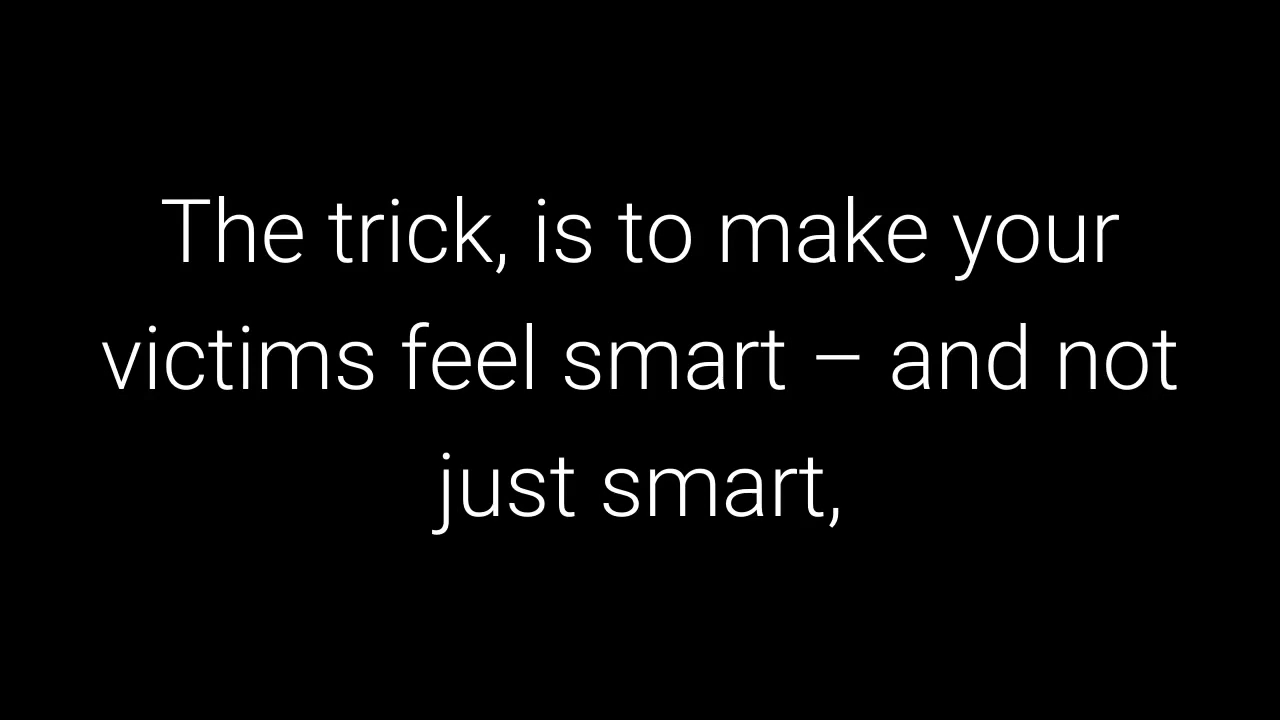 The trick, is to make your
victims feel smart – and not
just smart,